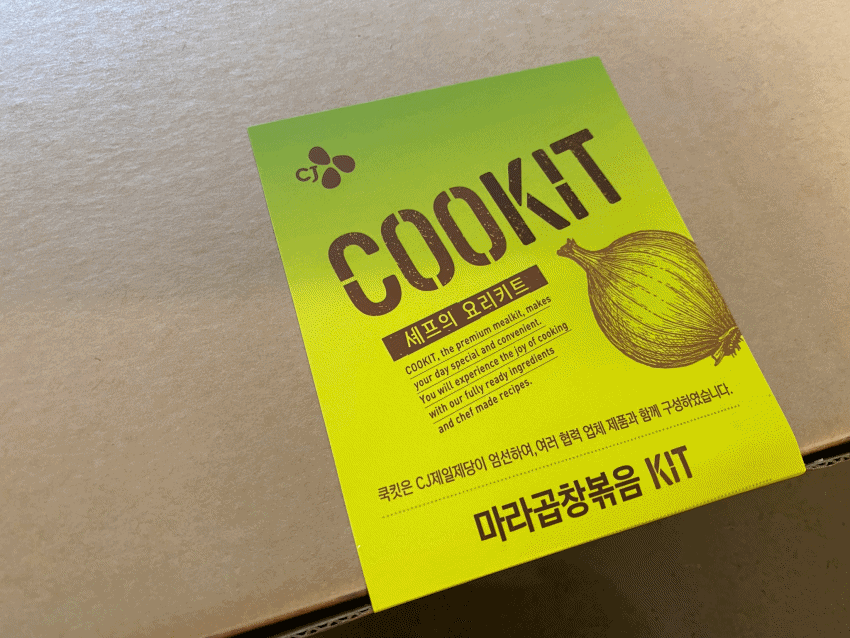 CJ
COOKIT
셰프의 요리키트
COOKIT, the premium mealkit, makes
your day special and convenient.
You will experience the joy of cooking
with our fully ready ingredients
and chef made recipes.
쿡킷은 CJ제일제당이 엄선하여, 여러 협력 업체 제품과 함께 구성하였습니다.
마라곱창볶음 KIT